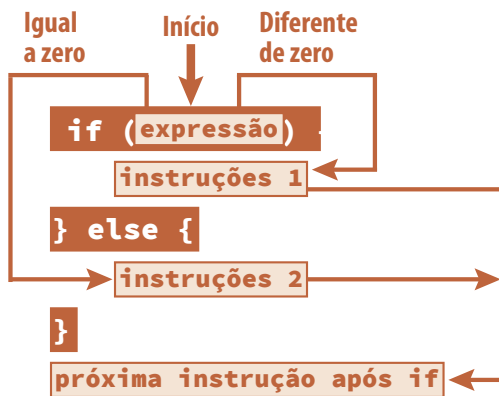 Igual
a zero
Início
Diferente
de zero
if (expressão) {
instruções 1
} else {
instruções 2
}
próxima instrução após if